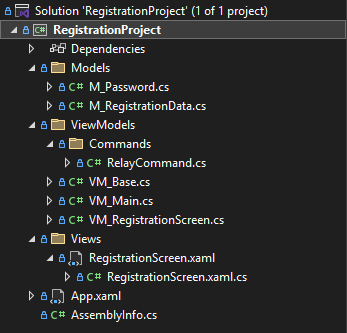 Solution 'RegistrationProject' (1 of 1 project)
C# RegistrationProject
Dependencies
Models
C# M_Password.cs
C# M_RegistrationData.cs
ViewModels
Commands
C# RelayCommand.cs
C# VM_Base.cs
C# VM_Main.cs
C# VM_RegistrationScreen.cs
Views
RegistrationScreen.xaml
C# RegistrationScreen.xaml.cs
App.xaml
C# AssemblyInfo.cs